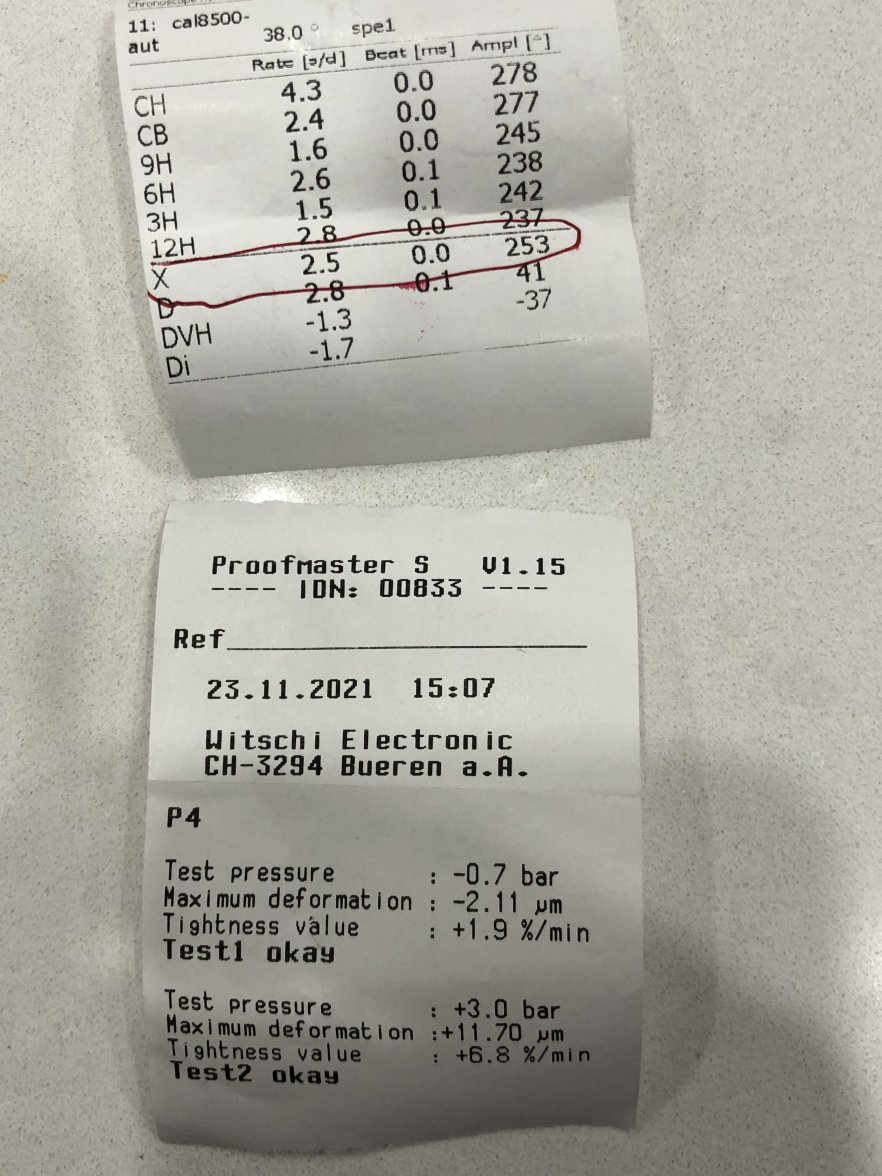 11: cal8500-
aut 38.0 ° spe1
Rate [s/d] Beat [ms] Ampl [°]
CH 4.3 0.0 278
CB 2.4 0.0 277
9H 1.6 0.0 245
6H 2.6 0.1 238
3H 1.5 0.1 242
12H 2.8 0.0 237
X 2.5 0.0 253
D 2.8 0.1 41
DVH -1.3 -37
Di -1.7
Proofmaster S V1.15
---- IDN: 00833 ----
Ref
23.11.2021 15:07
Witschi Electronic
CH-3294 Bueren a.A.
P4
Test pressure : -0.7 bar
Maximum deformation : -2.11 µm
Tightness value : +1.9 %/min
Test1 okay
Test pressure : +3.0 bar
Maximum deformation :+11.70 µm
Tightness value : +6.8 %/min
Test2 okay